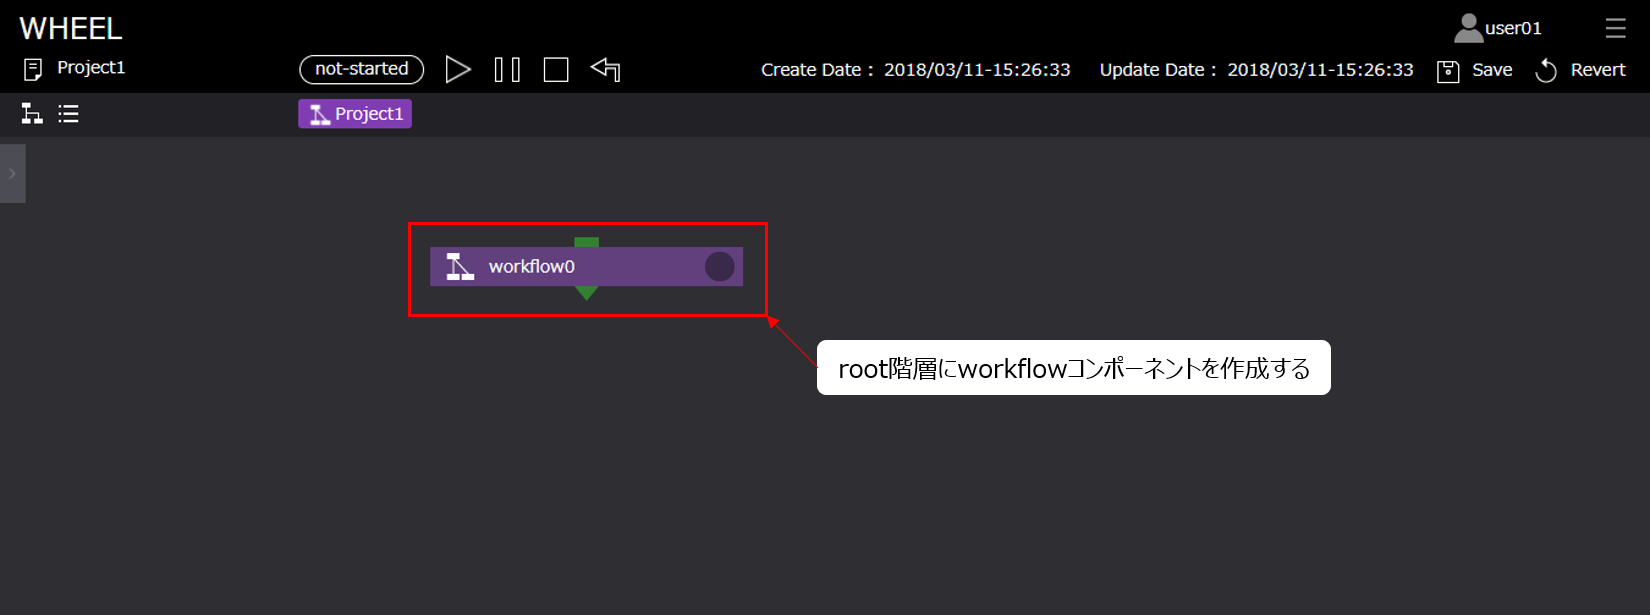 WHEEL
user01
Project1
not-started
Create Date : 2018/03/11-15:26:33
Update Date : 2018/03/11-15:26:33
Save
Revert
Project1
workflow0
root階層にworkflowコンポーネントを作成する